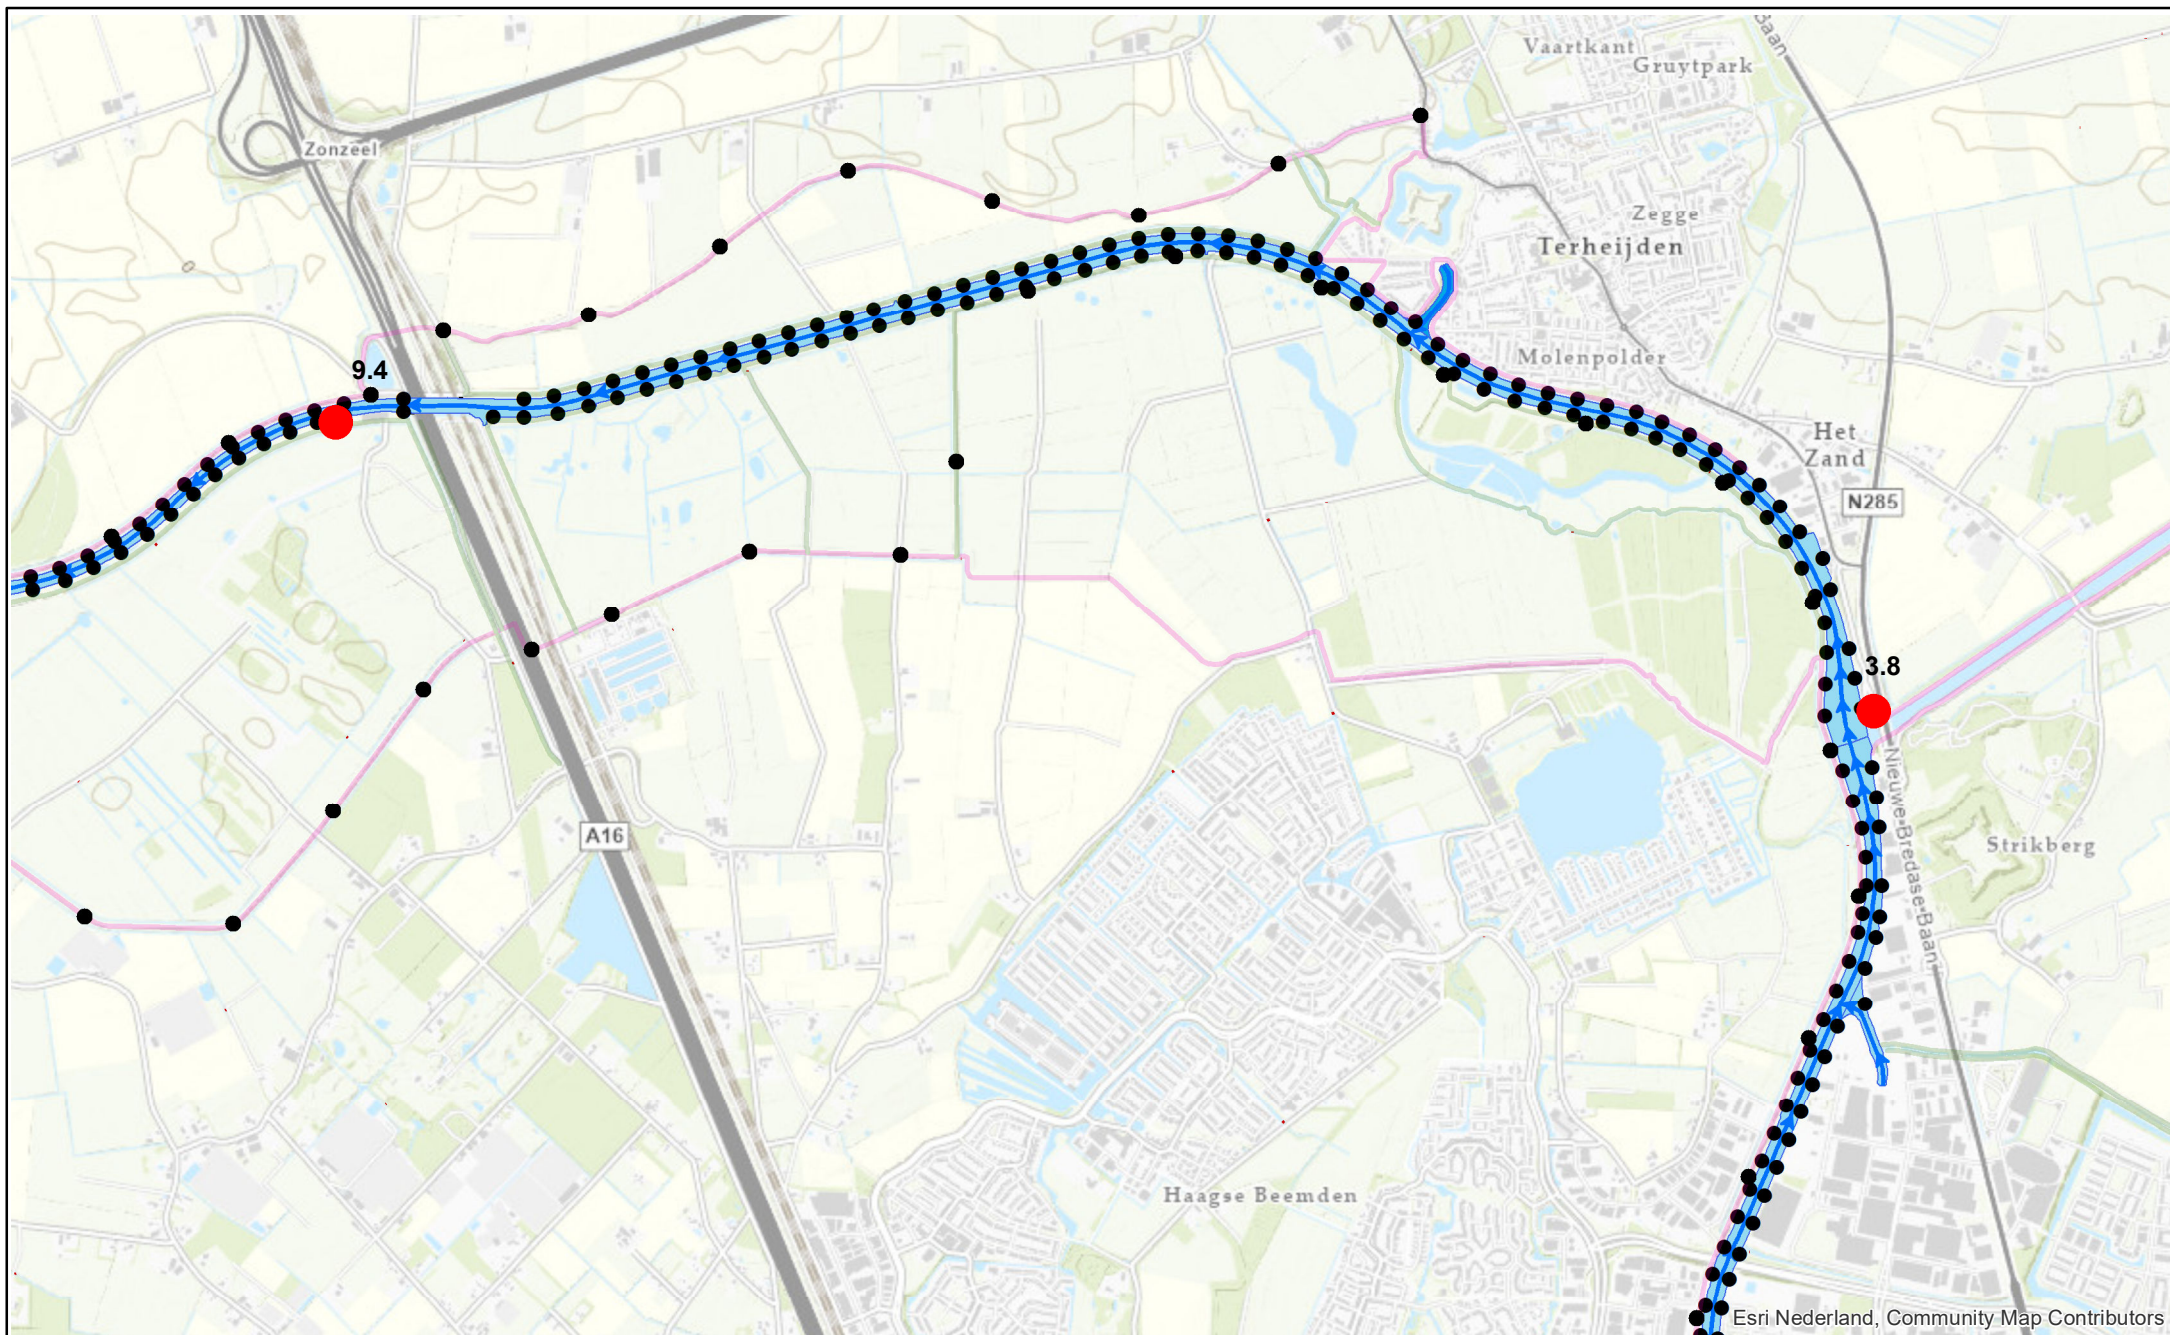 Baan
Vaartkant
Gruytpark
Zonzeel
Zegge
Terheijden
Molenpolder
9.4
Het
Zand
N285
3.8
Nieuwe-Bredase-Baan
A16
Strikberg
Haagse Beemden
Esri Nederland, Community Map Contributors